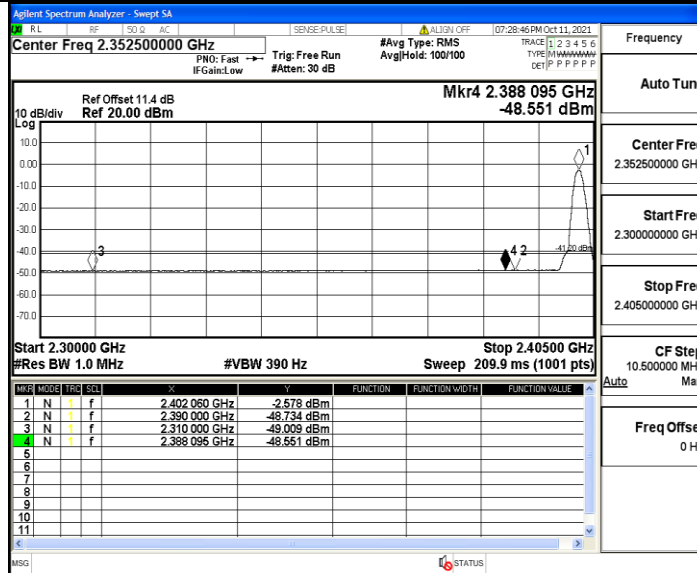 Agilent Spectrum Analyzer - Swept SA
RL RF 50 Ω AC SENSE:PULSE ALIGN OFF 07:28:46 PM Oct 11, 2021
Center Freq 2.352500000 GHz
PNO: Fast
IFGain:Low
Trig: Free Run
#Atten: 30 dB
#Avg Type: RMS
Avg|Hold: 100/100
TRACE 1 2 3 4 5 6
TYPE MWWWWW
DET P P P P P P
Ref Offset 11.4 dB
10 dB/div Ref 20.00 dBm
Log
Mkr4 2.388 095 GHz
-48.551 dBm
10.0
0.00
-10.0
-20.0
-30.0
-40.0
-50.0
-60.0
-70.0
1
3
4 2
-41.20 dBm
Start 2.30000 GHz Stop 2.40500 GHz
#Res BW 1.0 MHz #VBW 390 Hz Sweep 209.9 ms (1001 pts)
MKR MODE TRC SCL X Y FUNCTION FUNCTION WIDTH FUNCTION VALUE
1 N 1 f 2.402 060 GHz -2.578 dBm
2 N 1 f 2.390 000 GHz -48.734 dBm
3 N 1 f 2.310 000 GHz -49.009 dBm
4 N 1 f 2.388 095 GHz -48.551 dBm
5
6
7
8
9
10
11
MSG STATUS
Frequency
Auto Tun
Center Fre
2.352500000 GH
Start Fre
2.300000000 GH
Stop Fre
2.405000000 GH
CF Ste
10.500000 MH
Auto Ma
Freq Offse
0 H